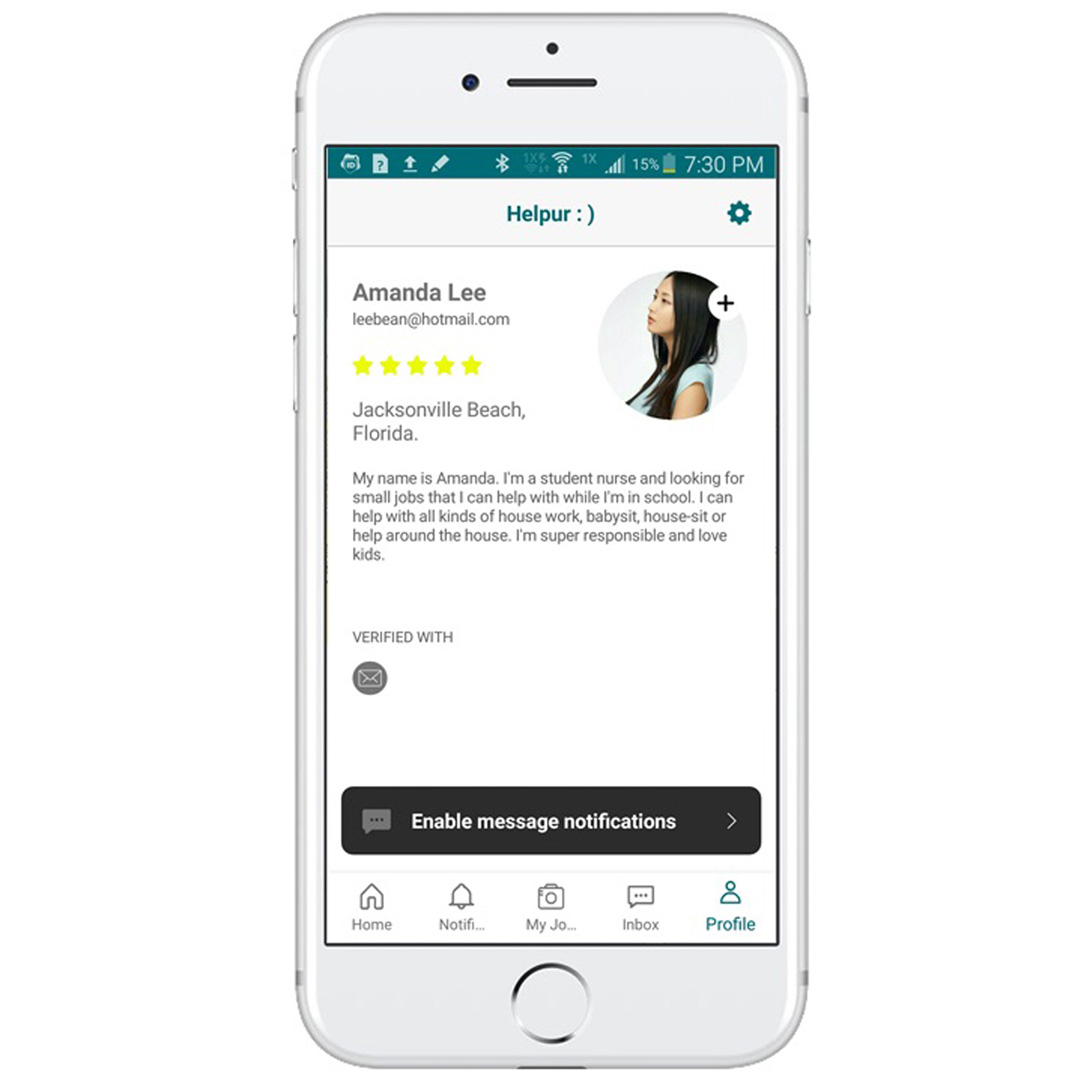 1X 1X 15% 7:30 PM
Helpur : )
Amanda Lee
leebean@hotmail.com
Jacksonville Beach,
Florida.
My name is Amanda. I'm a student nurse and looking for
small jobs that I can help with while I'm in school. I can
help with all kinds of house work, babysit, house-sit or
help around the house. I'm super responsible and love
kids.
VERIFIED WITH
Enable message notifications
Home Notifi... My Jo... Inbox Profile